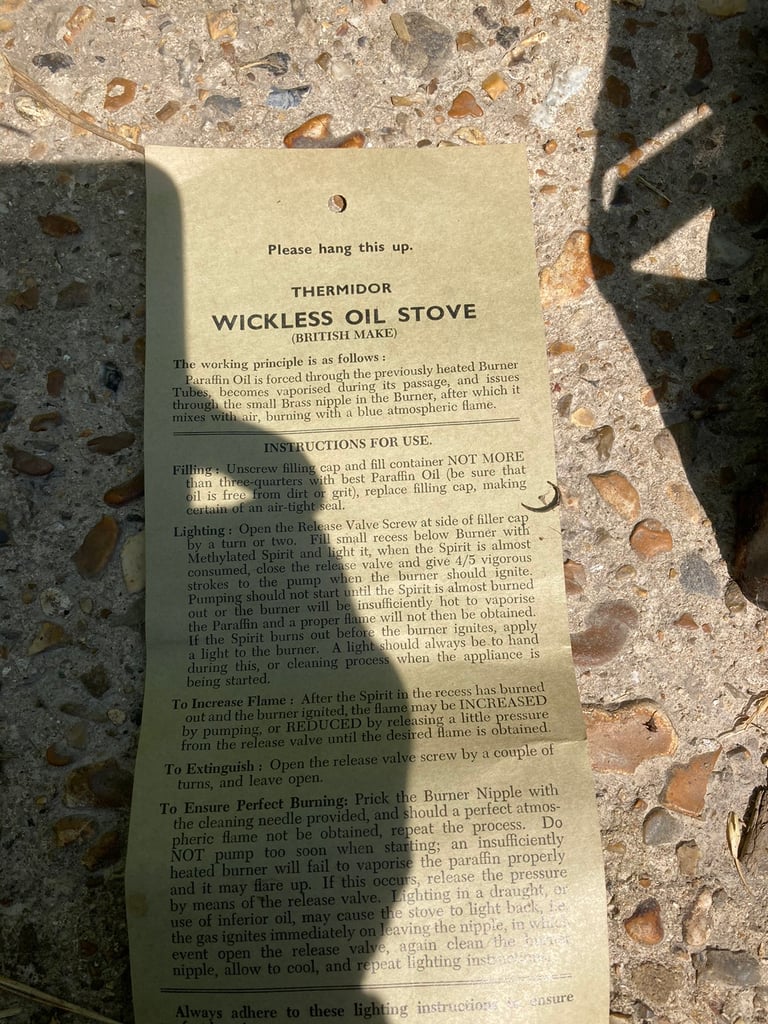 Please hang this up.
THERMIDOR
WICKLESS OIL STOVE
(BRITISH MAKE)
The working principle is as follows :
Paraffin Oil is forced through the previously heated Burner
Tubes, becomes vaporised during its passage, and issues
through the small Brass nipple in the Burner, after which it
mixes with air, burning with a blue atmospheric flame.
INSTRUCTIONS FOR USE.
Filling : Unscrew filling cap and fill container NOT MORE
than three-quarters with best Paraffin Oil (be sure that
oil is free from dirt or grit), replace filling cap, making
certain of an air-tight seal.
Lighting : Open the Release Valve Screw at side of filler cap
by a turn or two. Fill small recess below Burner with
Methylated Spirit and light it, when the Spirit is almost
consumed, close the release valve and give 4/5 vigorous
strokes to the pump when the burner should ignite.
Pumping should not start until the Spirit is almost burned
out or the burner will be insufficiently hot to vaporise
the Paraffin and a proper flame will not then be obtained.
If the Spirit burns out before the burner ignites, apply
a light to the burner. A light should always be to hand
during this, or cleaning process when the appliance is
being started.
To Increase Flame : After the Spirit in the recess has burned
out and the burner ignited, the flame may be INCREASED
by pumping, or REDUCED by releasing a little pressure
from the release valve until the desired flame is obtained.
To Extinguish : Open the release valve screw by a couple of
turns, and leave open.
To Ensure Perfect Burning: Prick the Burner Nipple with
the cleaning needle provided, and should a perfect atmos-
pheric flame not be obtained, repeat the process. Do
NOT pump too soon when starting; an insufficiently
heated burner will fail to vaporise the paraffin properly
and it may flare up. If this occurs, release the pressure
by means of the release valve. Lighting in a draught, or
use of inferior oil, may cause the stove to light back, i.e.
the gas ignites immediately on leaving the nipple, in which
event open the release valve, again clean the burner
nipple, allow to cool, and repeat lighting instructions.
Always adhere to these lighting instructions to ensure